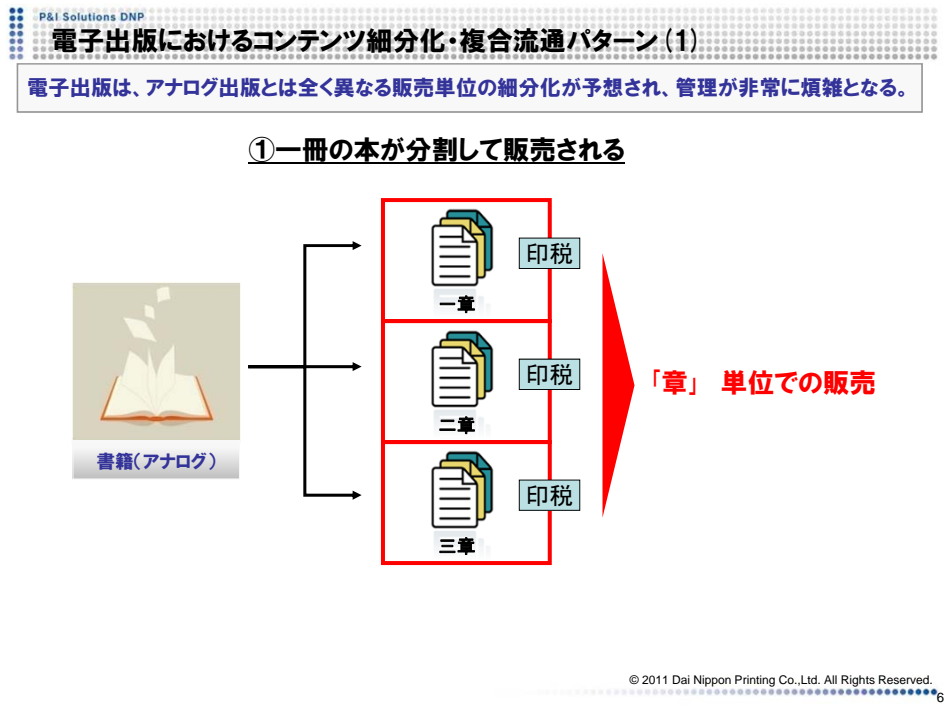 P&I Solutions DNP
電子出版におけるコンテンツ細分化・複合流通パターン(1)
電子出版は、アナログ出版とは全く異なる販売単位の細分化が予想され、管理が非常に煩雑となる。
①一冊の本が分割して販売される
印税
一章
印税
二章
印税
三章
書籍(アナログ)
「章」 単位での販売
© 2011 Dai Nippon Printing Co.,Ltd. All Rights Reserved.
6